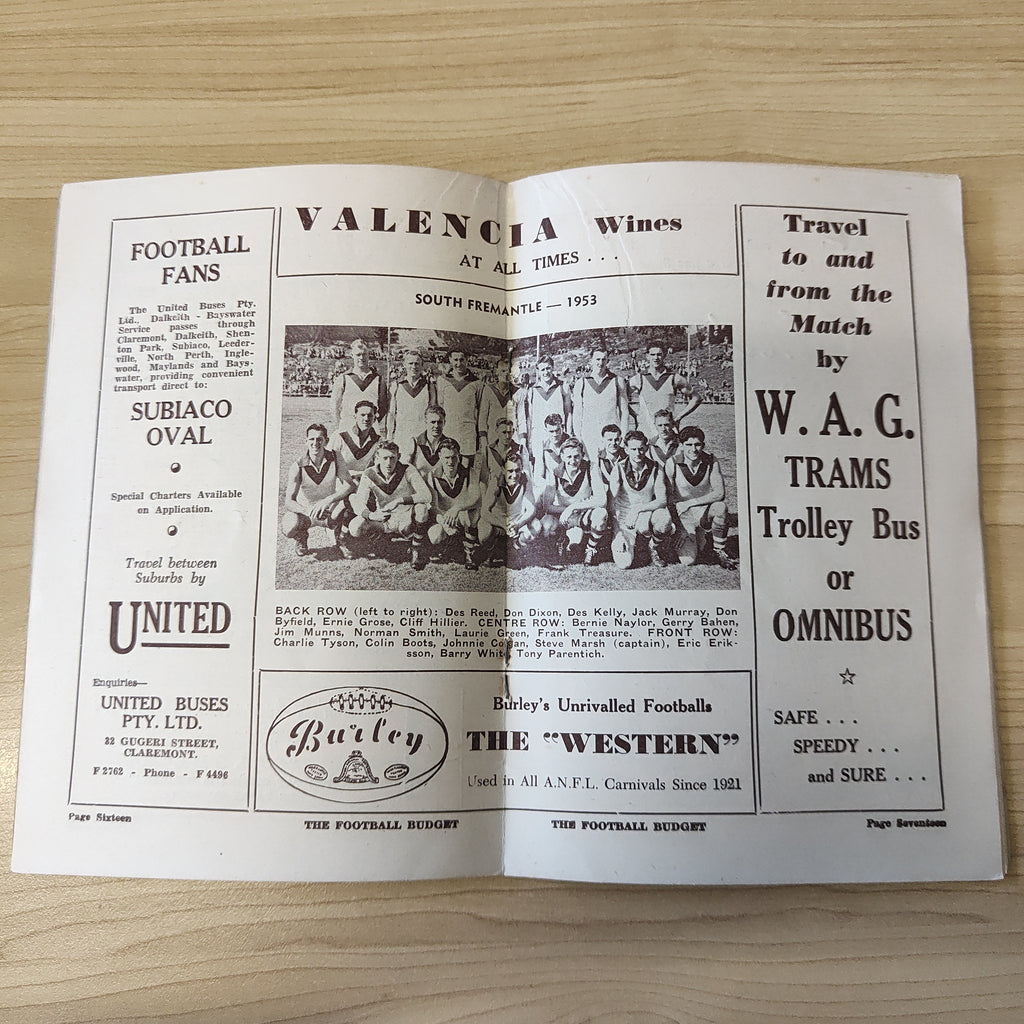 FOOTBALL
FANS
The United Buses Pty.
Ltd., Dalkeith - Bayswater
Service passes through
Claremont, Dalkeith, Shen-
ton Park, Subiaco, Leeder-
ville, North Perth, Ingle-
wood, Maylands and Bays-
water, providing convenient
transport direct to:
SUBIACO
OVAL
Special Charters Available
on Application.
Travel between
Suburbs by
UNITED
Enquiries—
UNITED BUSES
PTY. LTD.
32 GUGERI STREET,
CLAREMONT.
F 2762 - Phone - F 4496
Page Sixteen
VALENCIA Wines
AT ALL TIMES . . .
SOUTH FREMANTLE — 1953
BACK ROW (left to right): Des Reed, Don Dixon, Des Kelly, Jack Murray, Don
Byfield, Ernie Grose, Cliff Hillier. CENTRE ROW: Bernie Naylor, Gerry Bahen,
Jim Munns, Norman Smith, Laurie Green, Frank Treasure. FRONT ROW:
Charlie Tyson, Colin Boots, Johnnie Colgan, Steve Marsh (captain), Eric Erik-
sson, Barry White, Tony Parentich.
Burley
Burley's Unrivalled Footballs
THE "WESTERN"
Used in All A.N.F.L. Carnivals Since 1921
THE FOOTBALL BUDGET
THE FOOTBALL BUDGET
Travel
to and
from the
Match
by
W. A. G.
TRAMS
Trolley Bus
or
OMNIBUS
SAFE . . .
SPEEDY . . .
and SURE . . .
Page Seventeen